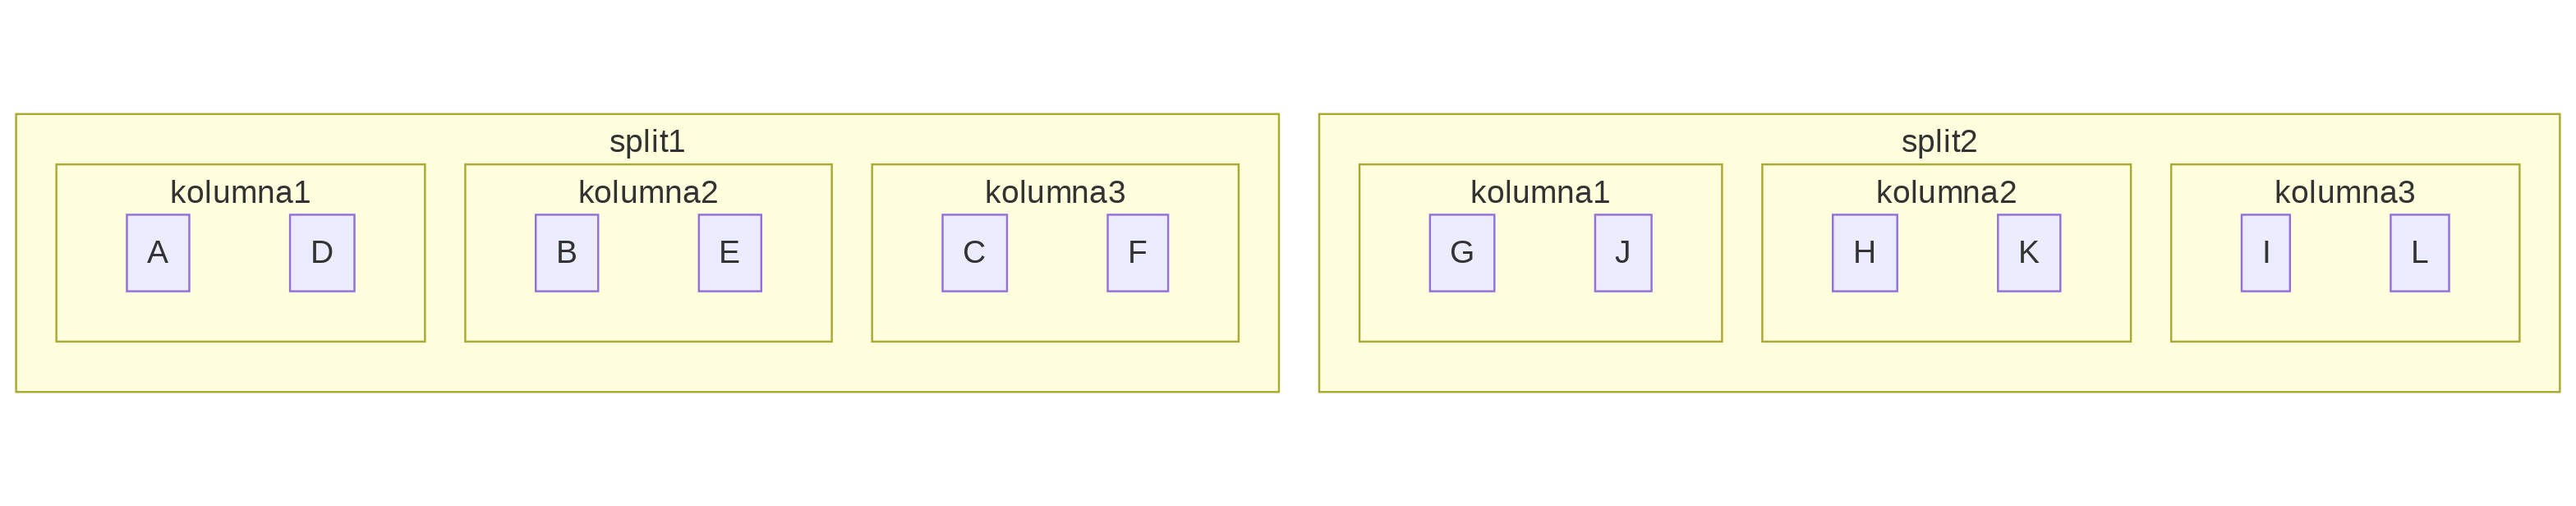 split1
kolumna1
A D
kolumna2
B E
kolumna3
C F
split2
kolumna1
G J
kolumna2
H K
kolumna3
I L